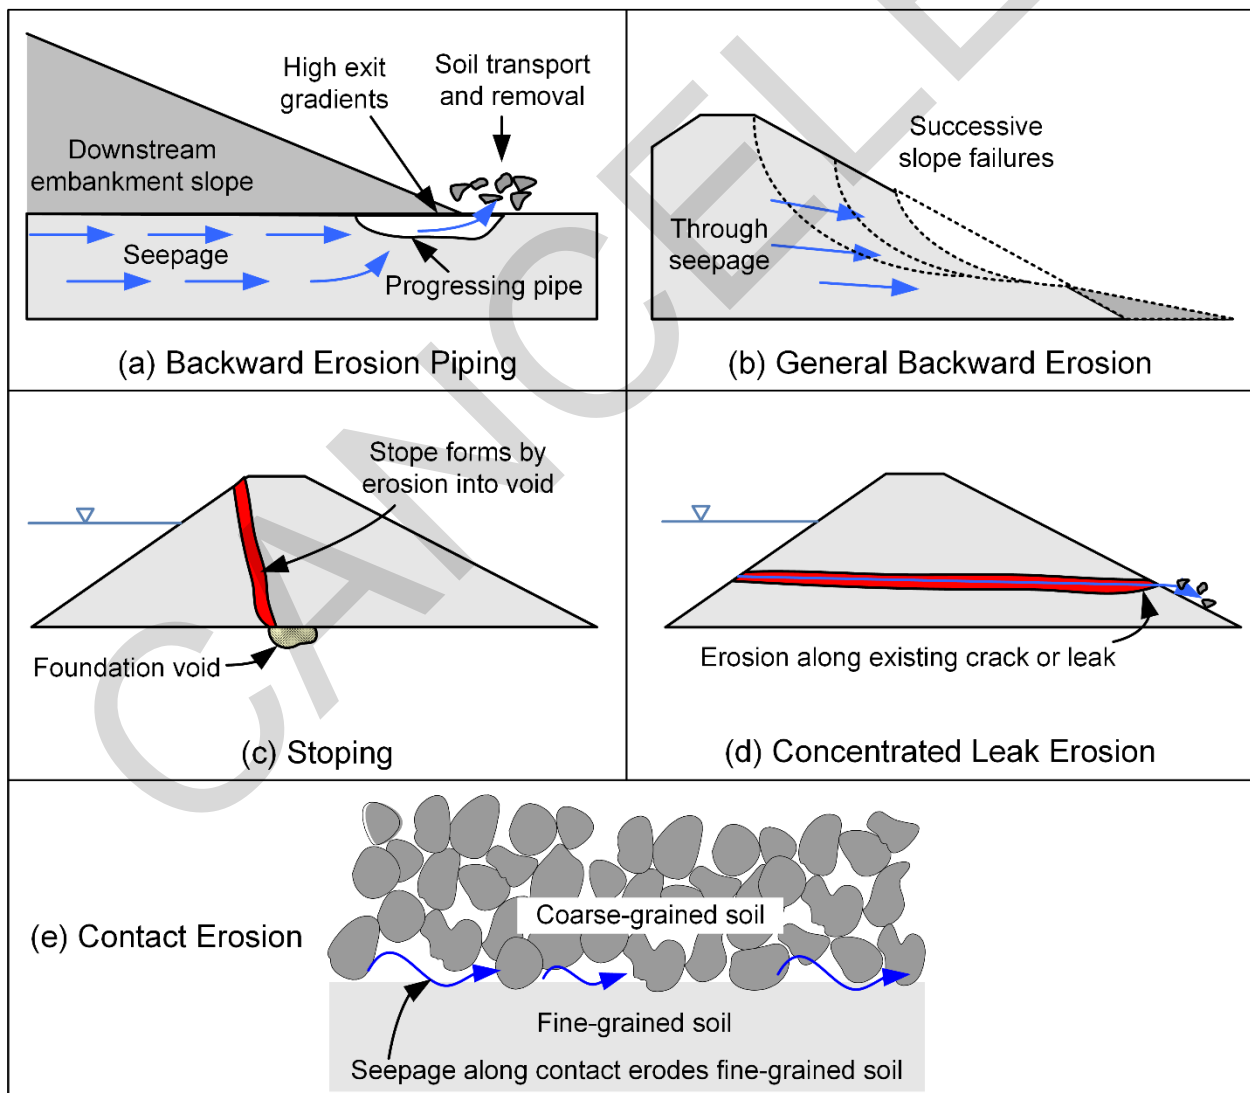 High exit
gradients
Soil transport
and removal
Downstream
embankment slope
Seepage
Progressing pipe
(a) Backward Erosion Piping
Successive
slope failures
Through
seepage
(b) General Backward Erosion
Stope forms by
erosion into void
Foundation void
(c) Stoping
Erosion along existing crack or leak
(d) Concentrated Leak Erosion
(e) Contact Erosion
Coarse-grained soil
Fine-grained soil
Seepage along contact erodes fine-grained soil
CANCELLE